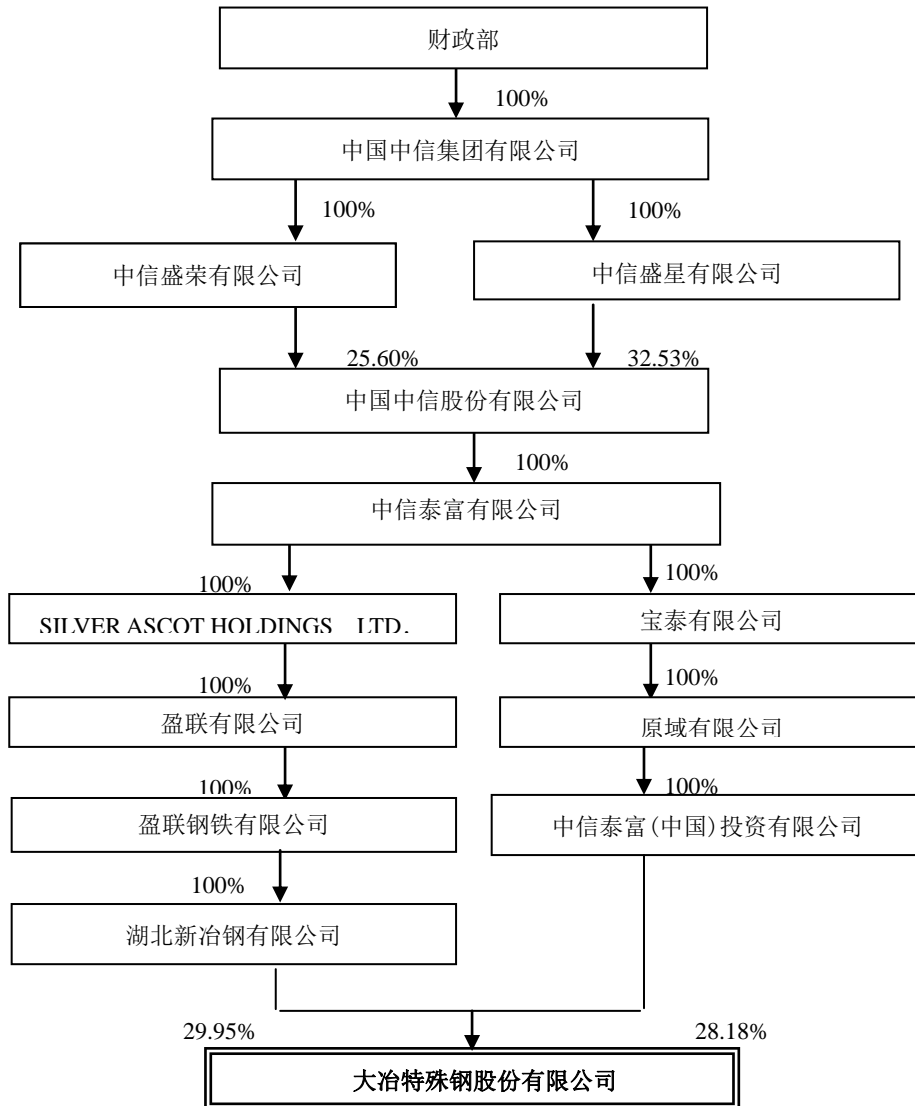 财政部
100%
中国中信集团有限公司
100% 100%
中信盛荣有限公司 中信盛星有限公司
25.60% 32.53%
中国中信股份有限公司
100%
中信泰富有限公司
100% 100%
SILVER ASCOT HOLDINGS LTD. 宝泰有限公司
100% 100%
盈联有限公司 原域有限公司
100% 100%
盈联钢铁有限公司 中信泰富(中国)投资有限公司
100%
湖北新冶钢有限公司
29.95% 28.18%
大冶特殊钢股份有限公司